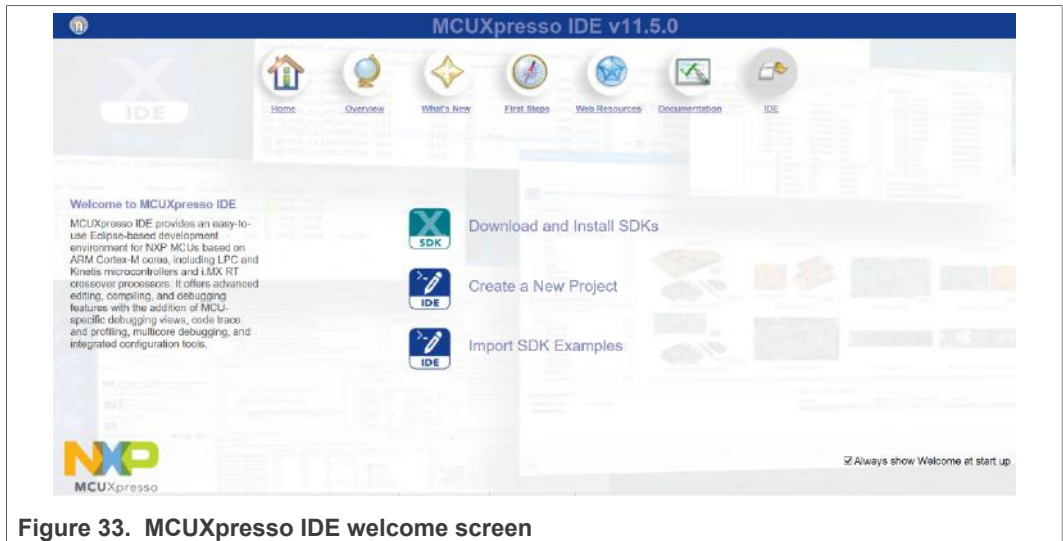 MCUXpresso IDE v11.5.0
IDE
Home
Overview
What's New
First Steps
Web Resources
Documentation
IDE
Welcome to MCUXpresso IDE
MCUXpresso IDE provides an easy-to-
use Eclipse-based development
environment for NXP MCUs based on
ARM Cortex-M cores, including LPC and
Kinetis microcontrollers and i.MX RT
crossover processors. It offers advanced
editing, compiling, and debugging
features with the addition of MCU-
specific debugging views, code trace
and profiling, multicore debugging, and
integrated configuration tools.
SDK
Download and Install SDKs
IDE
Create a New Project
IDE
Import SDK Examples
NXP
MCUXpresso
Always show Welcome at start up
Figure 33. MCUXpresso IDE welcome screen